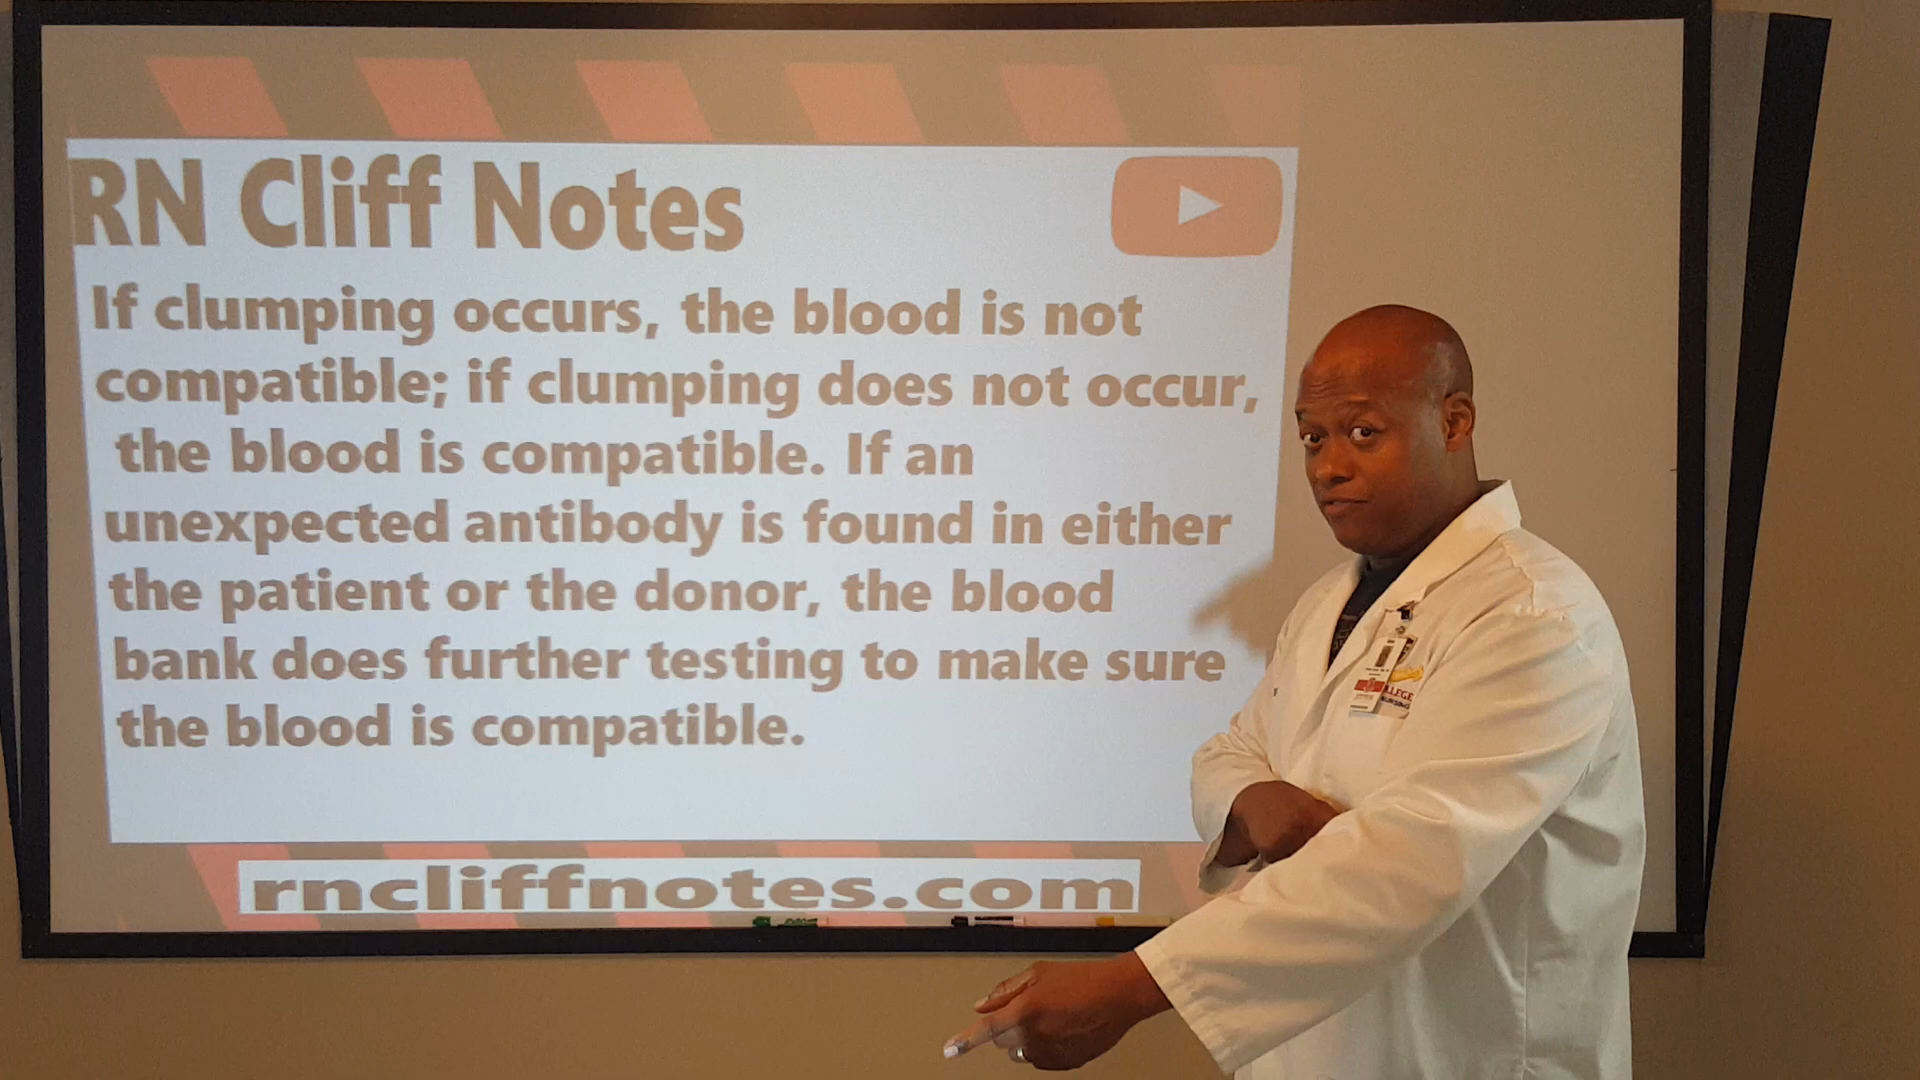 RN Cliff Notes
If clumping occurs, the blood is not
compatible; if clumping does not occur,
the blood is compatible. If an
unexpected antibody is found in either
the patient or the donor, the blood
bank does further testing to make sure
the blood is compatible.
rncliffnotes.com
LLEGE
NURSING